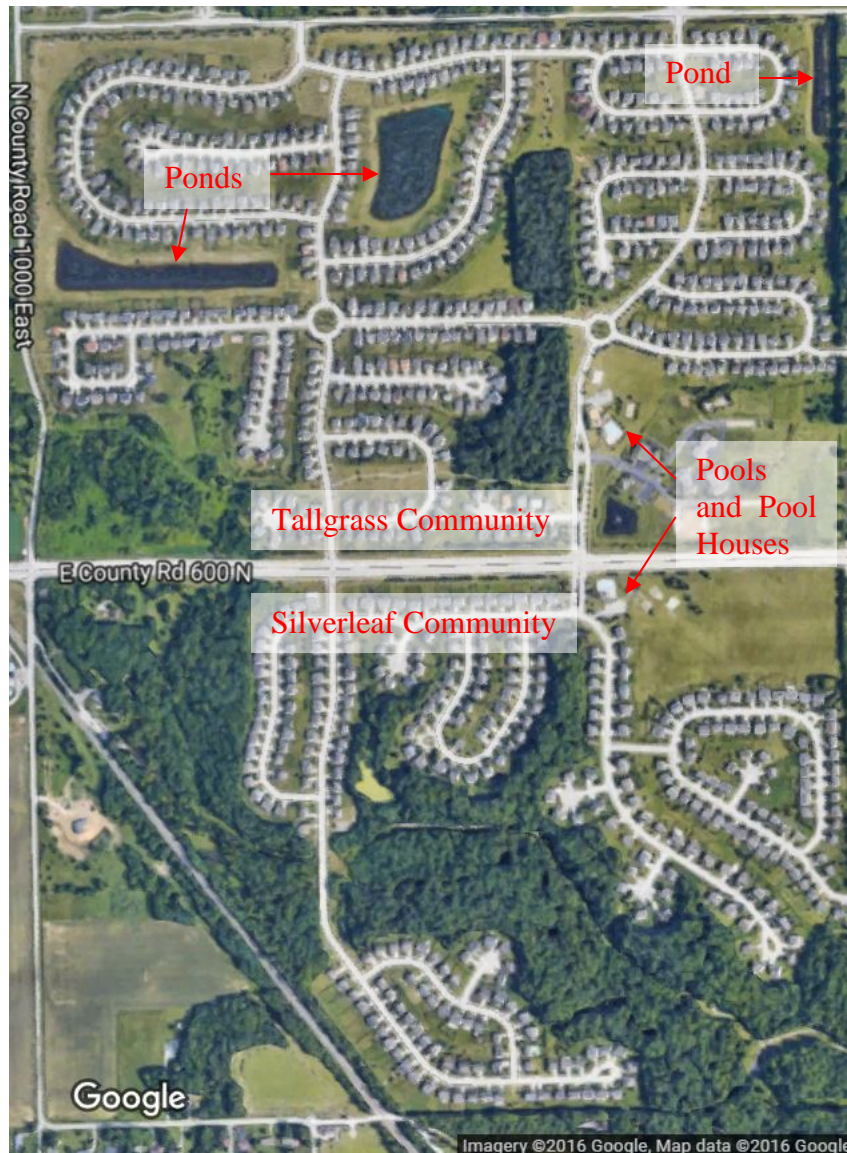 Pond
Ponds
N County Road 1000 East
Pools
and Pool
Houses
Tallgrass Community
E County Rd 600 N
Silverleaf Community
Google
Imagery ©2016 Google, Map data ©2016 Google